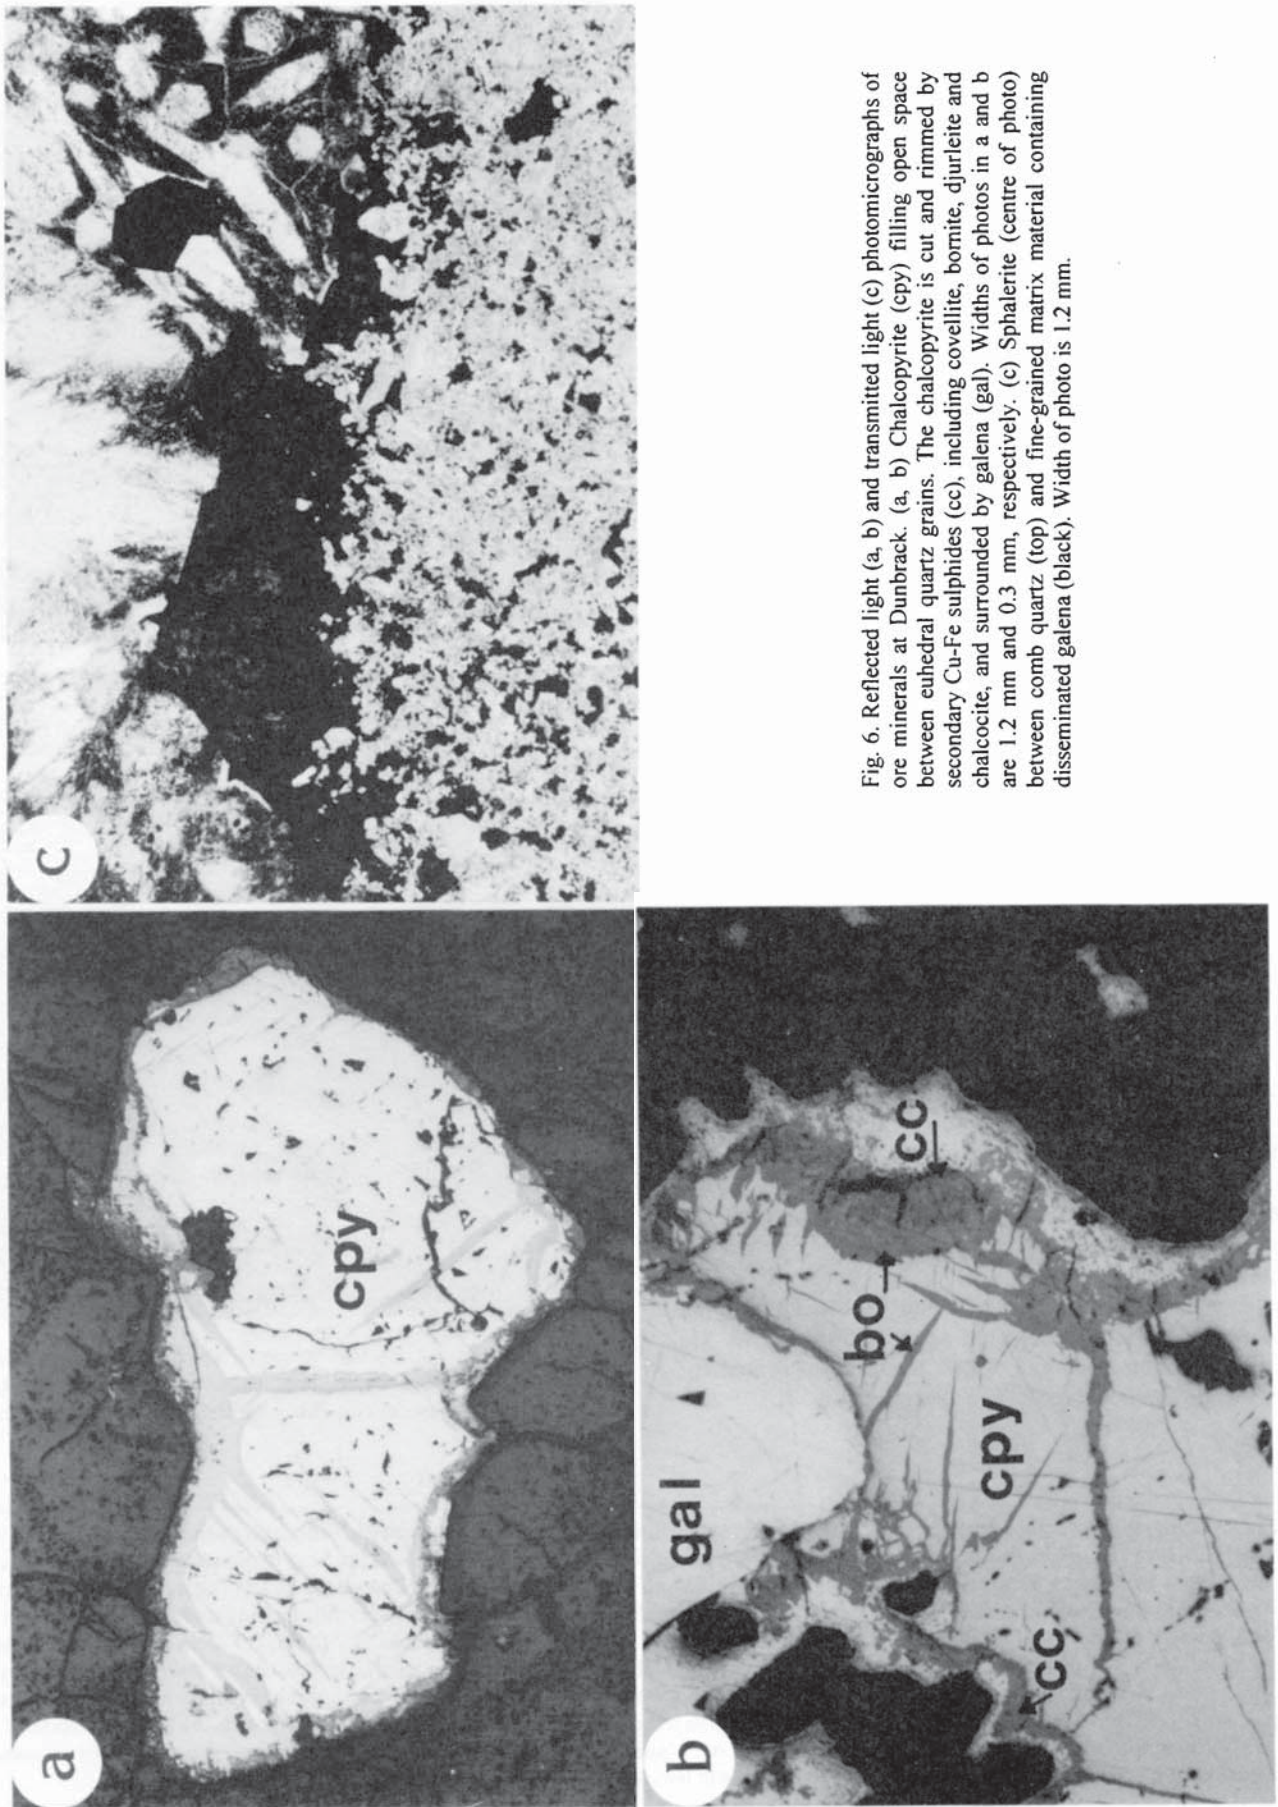 a
cpy
b
gal
bo
cc
cpy
cc
c
Fig. 6. Reflected light (a, b) and transmitted light (c) photomicrographs of
ore minerals at Dunbrack. (a, b) Chalcopyrite (cpy) filling open space
between euhedral quartz grains. The chalcopyrite is cut and rimmed by
secondary Cu-Fe sulphides (cc), including covellite, bornite, djurleite and
chalcocite, and surrounded by galena (gal). Widths of photos in a and b
are 1.2 mm and 0.3 mm, respectively. (c) Sphalerite (centre of photo)
between comb quartz (top) and fine-grained matrix material containing
disseminated galena (black). Width of photo is 1.2 mm.